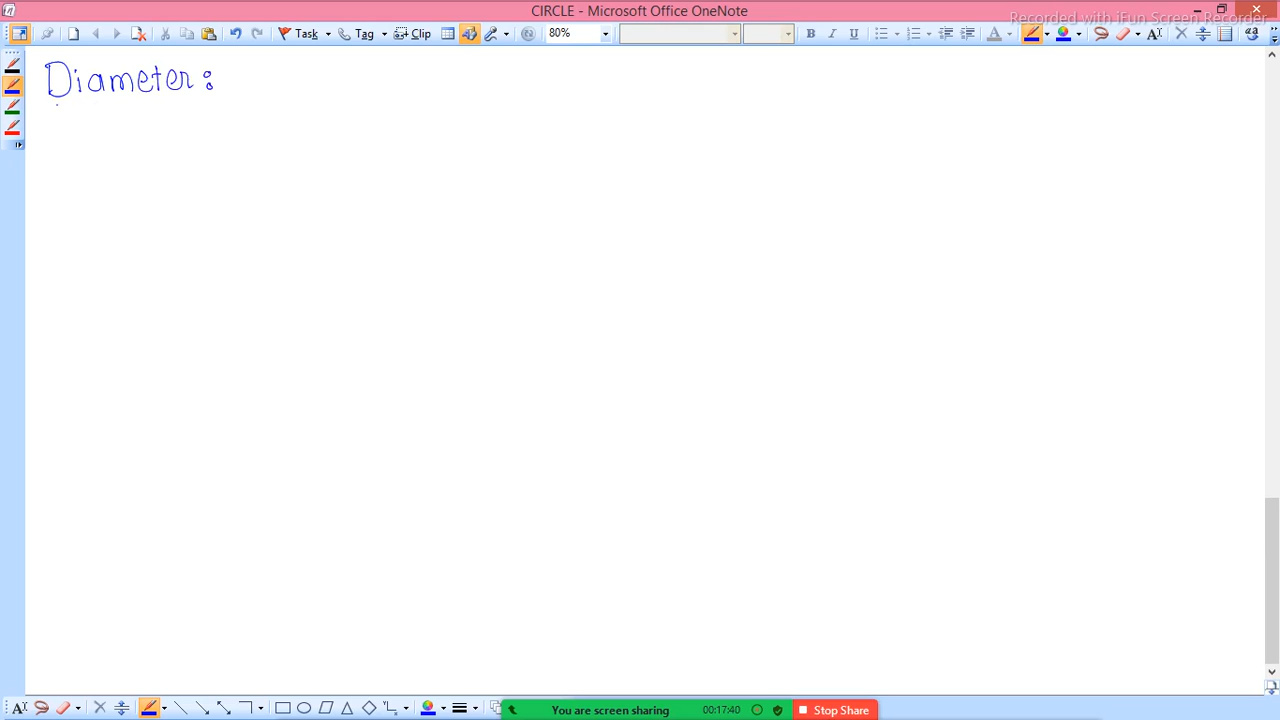 CIRCLE - Microsoft Office OneNote
Recorded with iFun Screen Recorder
Task Tag Clip 80% B I U
Diameter:
You are screen sharing 00:17:40 Stop Share